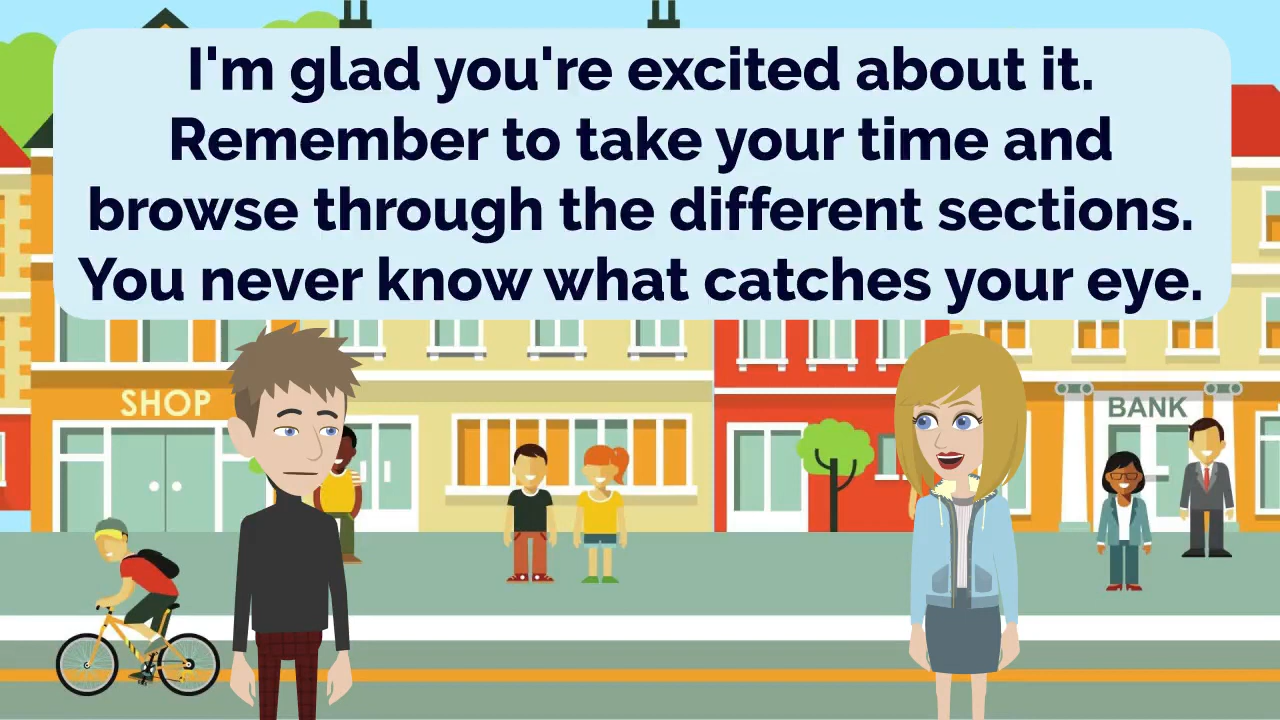 I'm glad you're excited about it.
Remember to take your time and
browse through the different sections.
You never know what catches your eye.
SHOP
BANK